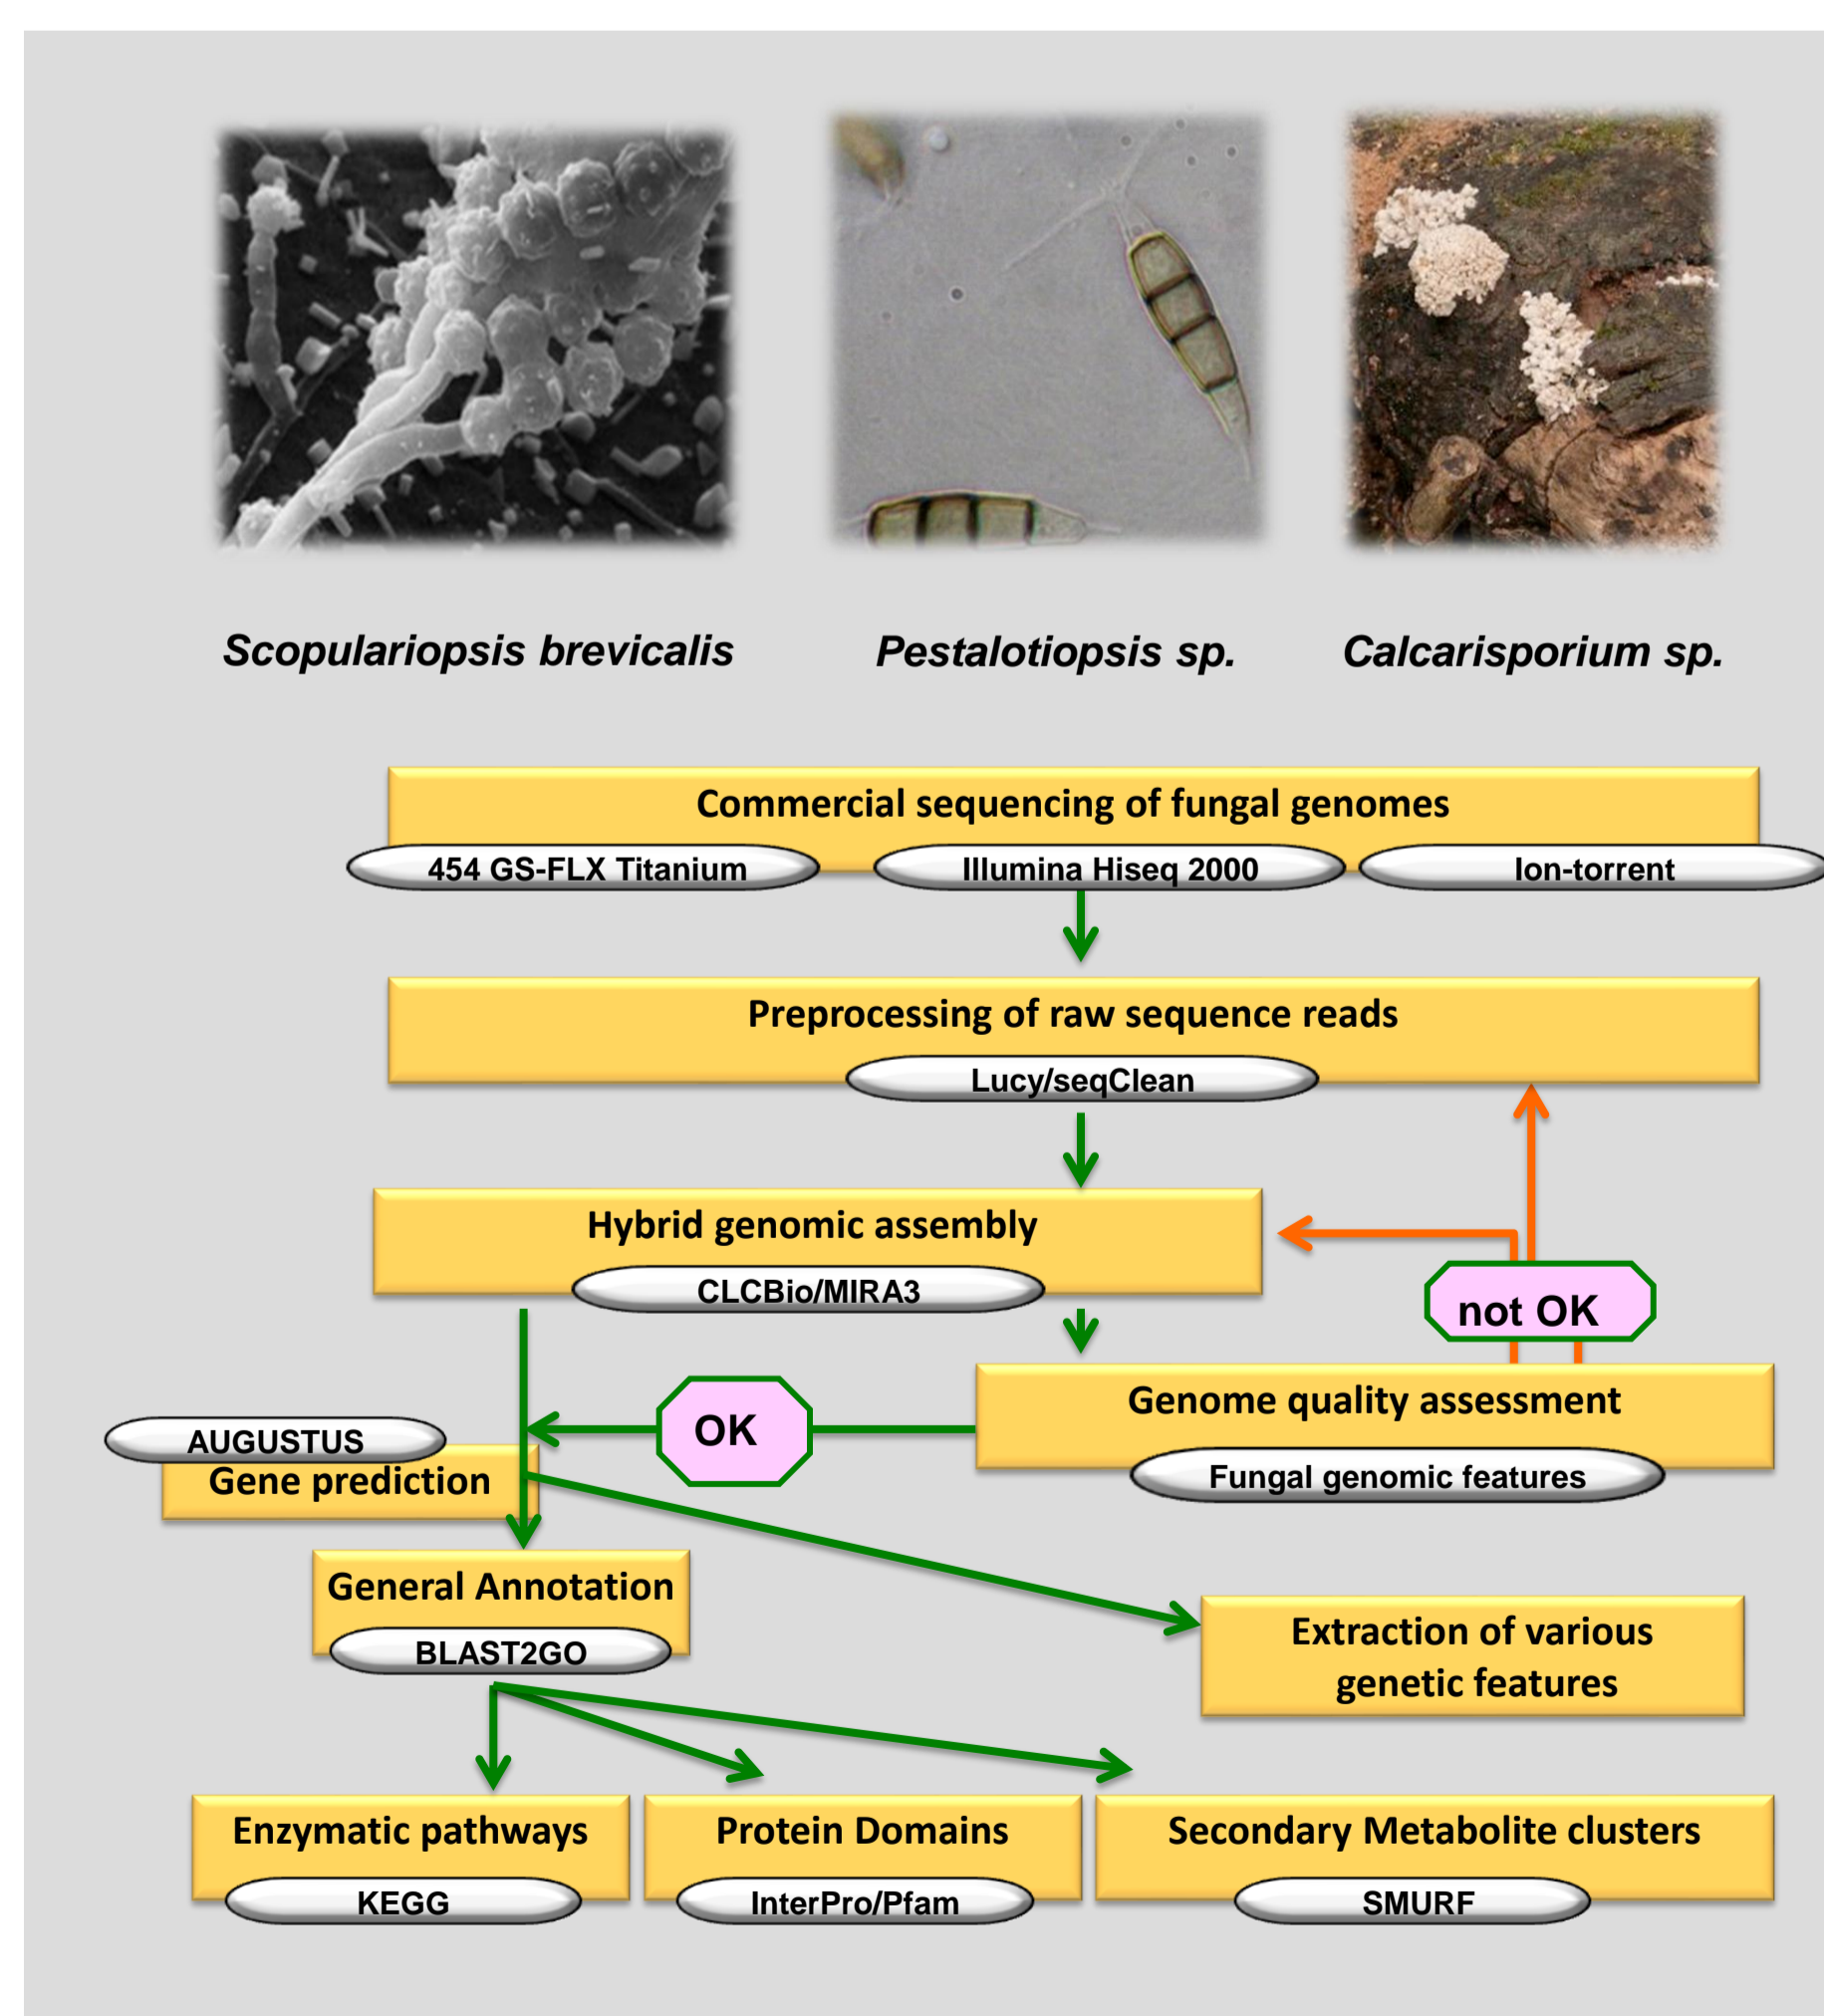 Scopulariopsis brevicalis
Pestalotiopsis sp.
Calcarisporium sp.
Commercial sequencing of fungal genomes
454 GS-FLX Titanium
Illumina Hiseq 2000
Ion-torrent
Preprocessing of raw sequence reads
Lucy/seqClean
Hybrid genomic assembly
CLCBio/MIRA3
not OK
Genome quality assessment
OK
Fungal genomic features
AUGUSTUS
Gene prediction
General Annotation
BLAST2GO
Extraction of various
genetic features
Enzymatic pathways
KEGG
Protein Domains
InterPro/Pfam
Secondary Metabolite clusters
SMURF